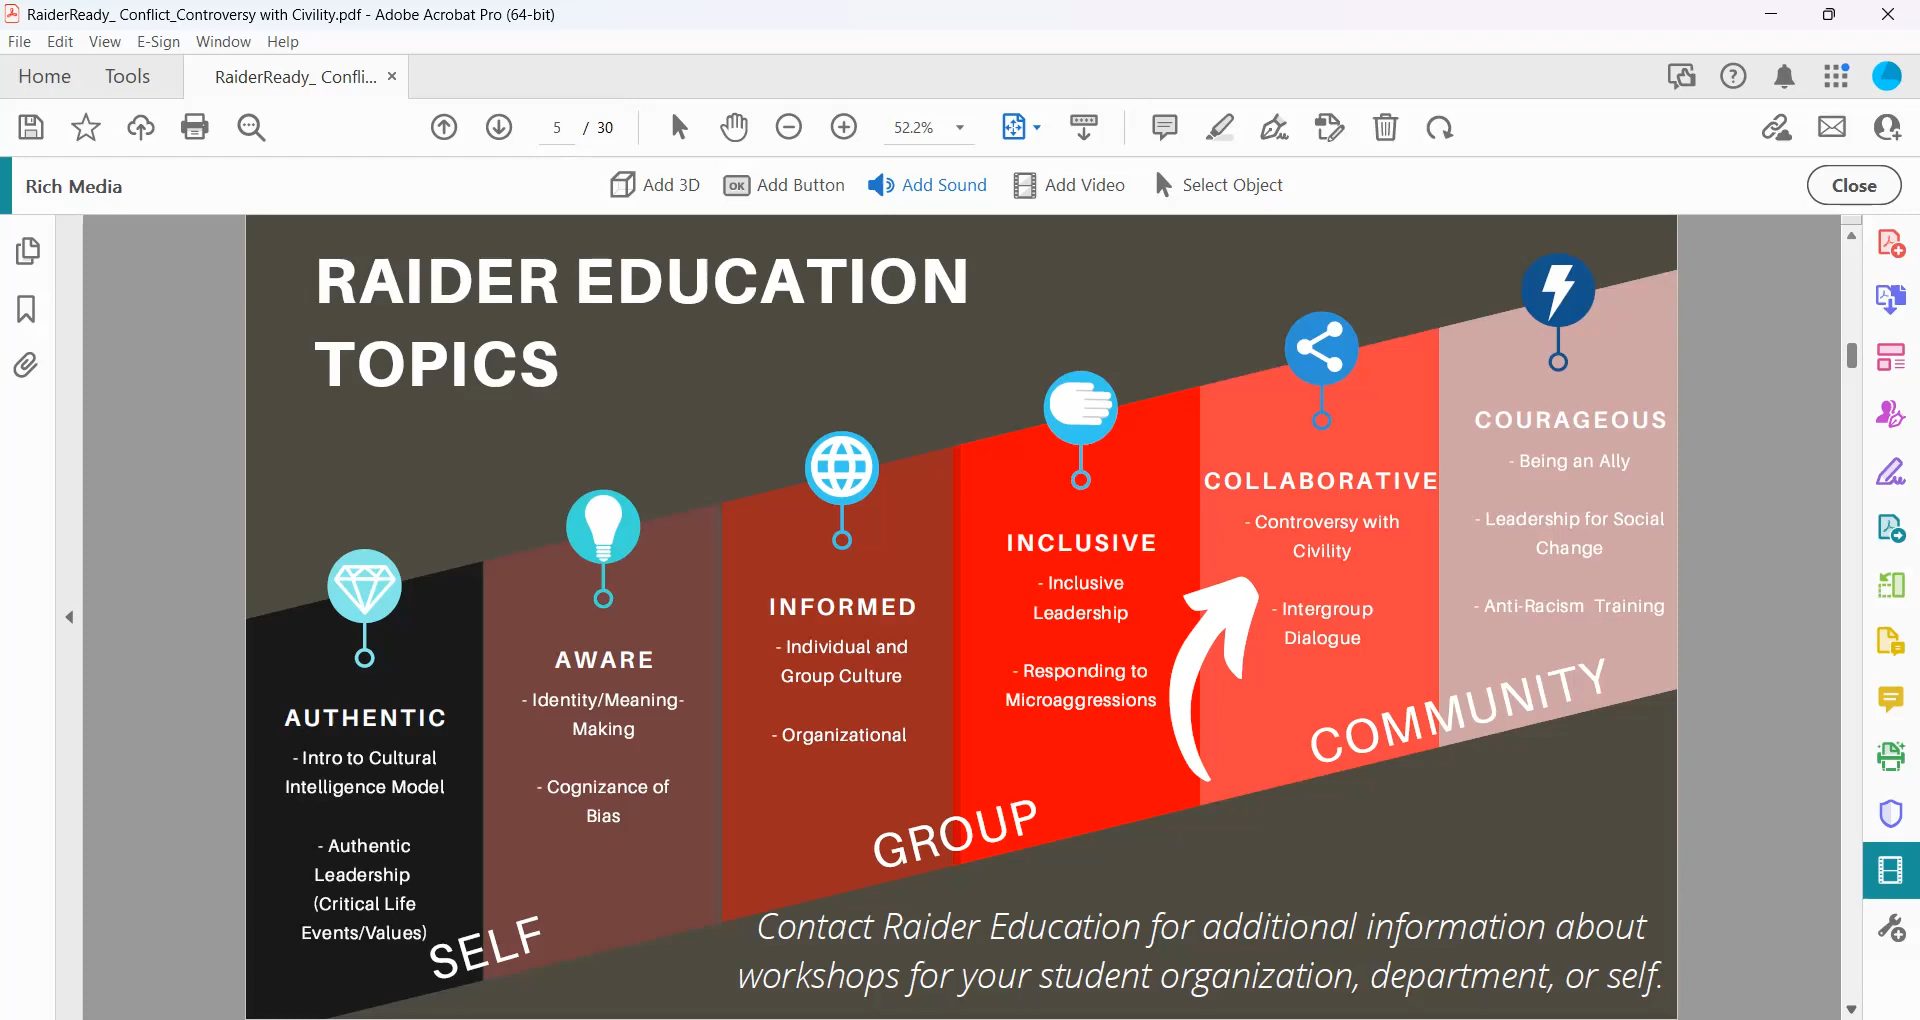 RaiderReady_ Conflict_Controversy with Civility.pdf - Adobe Acrobat Pro (64-bit)
File Edit View E-Sign Window Help
Home Tools RaiderReady_ Confli... ×
5 / 30 52.2%
Rich Media
OK
Add 3D Add Button Add Sound Add Video Select Object
Close
RAIDER EDUCATION
TOPICS
AUTHENTIC
- Intro to Cultural
Intelligence Model
- Authentic
Leadership
(Critical Life
Events/Values)
AWARE
- Identity/Meaning-
Making
- Cognizance of
Bias
INFORMED
- Individual and
Group Culture
- Organizational
INCLUSIVE
- Inclusive
Leadership
- Responding to
Microaggressions
COLLABORATIVE
- Controversy with
Civility
- Intergroup
Dialogue
COURAGEOUS
- Being an Ally
- Leadership for Social
Change
- Anti-Racism Training
SELF
GROUP
COMMUNITY
Contact Raider Education for additional information about
workshops for your student organization, department, or self.